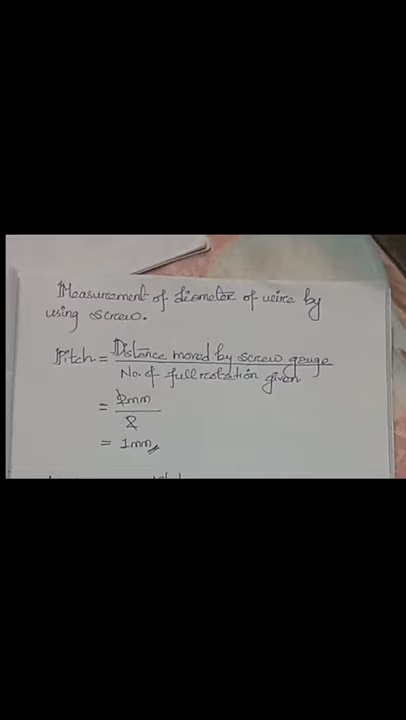 Measurement of diameter of wire by
using screw.
Pitch = Distance moved by screw gauge
No. of full rotation given
= 2mm
2
= 1mm